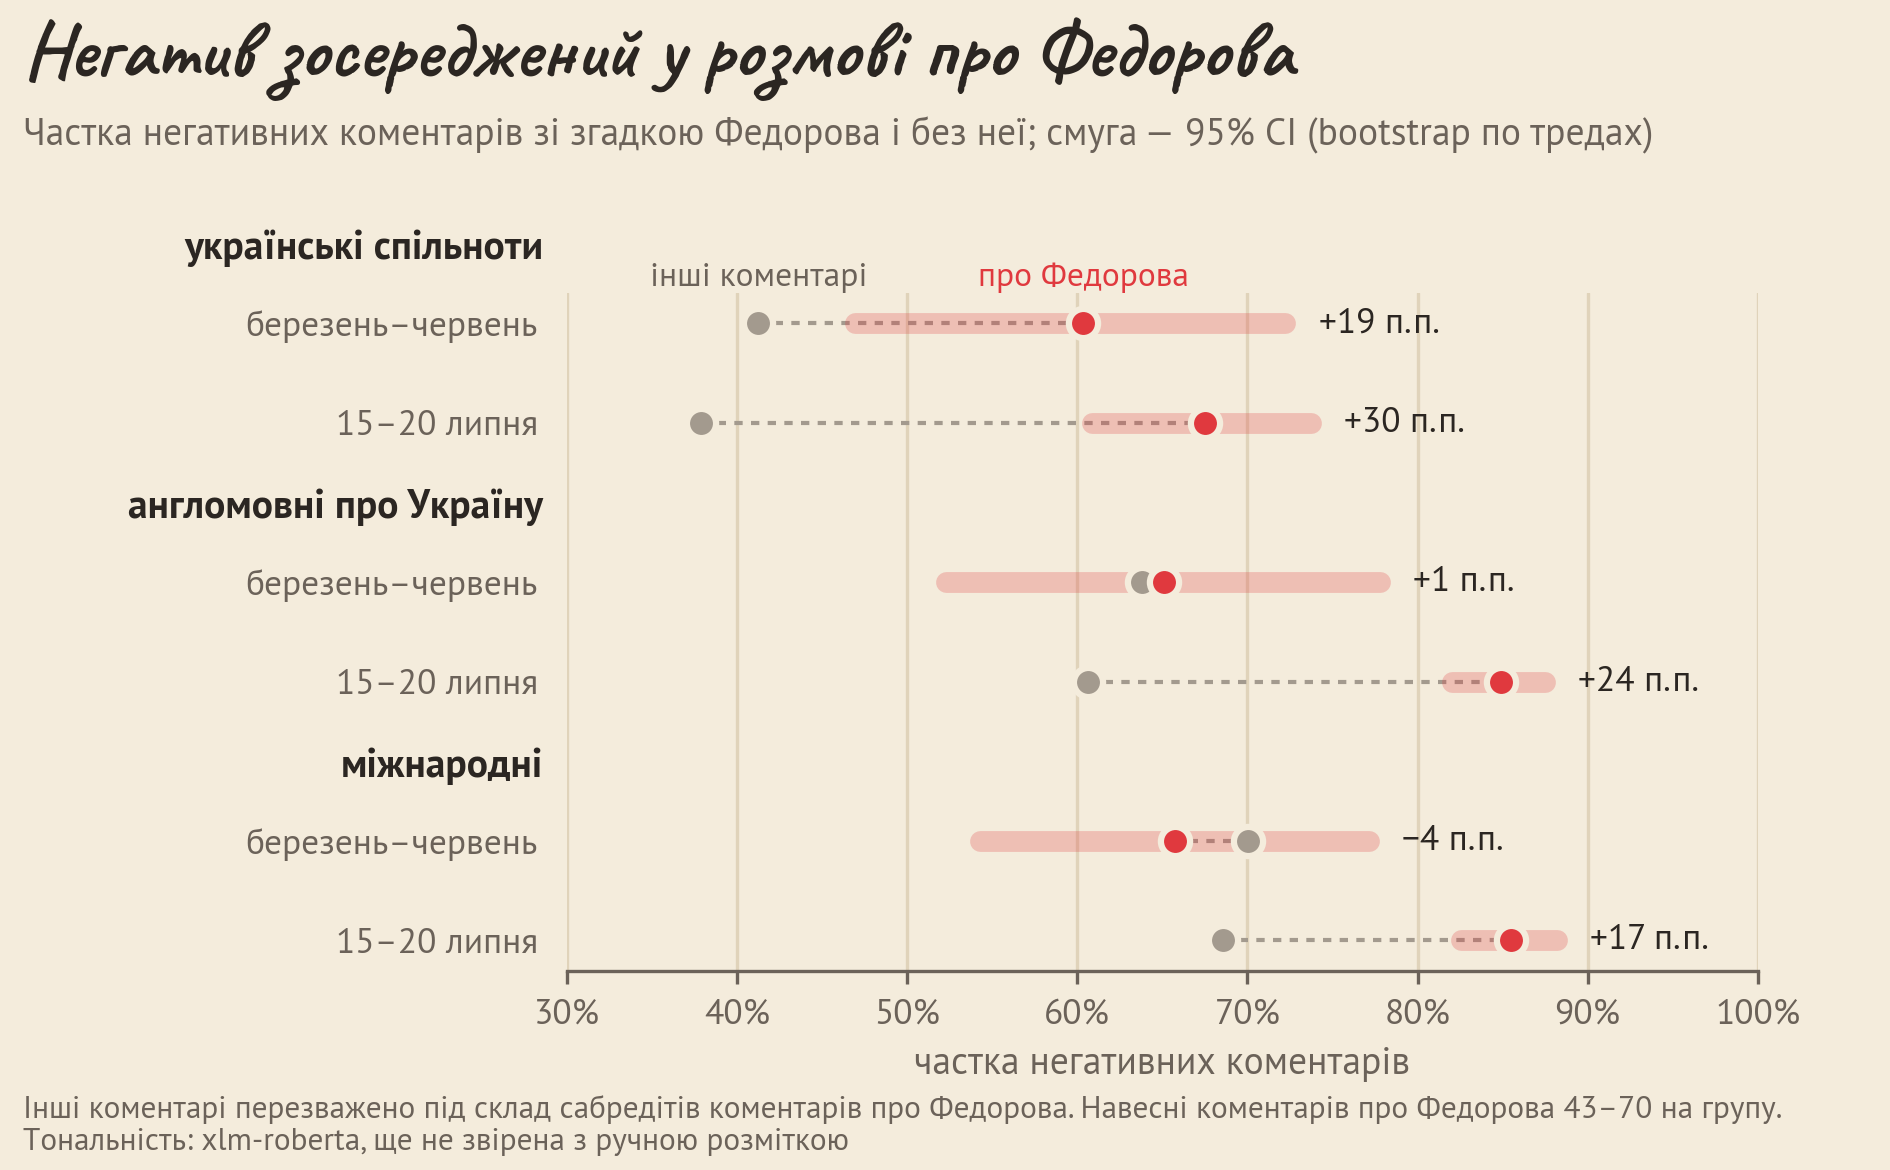 Негатив зосереджений у розмові про Федорова
Частка негативних коментарів зі згадкою Федорова і без неї; смуга — 95% CI (bootstrap по тредах)
українські спільноти
інші коментарі
про Федорова
березень–червень
+19 п.п.
15–20 липня
+30 п.п.
англомовні про Україну
березень–червень
+1 п.п.
15–20 липня
+24 п.п.
міжнародні
березень–червень
−4 п.п.
15–20 липня
+17 п.п.
30% 40% 50% 60% 70% 80% 90% 100%
частка негативних коментарів
Інші коментарі перезважено під склад сабредітів коментарів про Федорова. Навесні коментарів про Федорова 43–70 на групу.
Тональність: xlm-roberta, ще не звірена з ручною розміткою